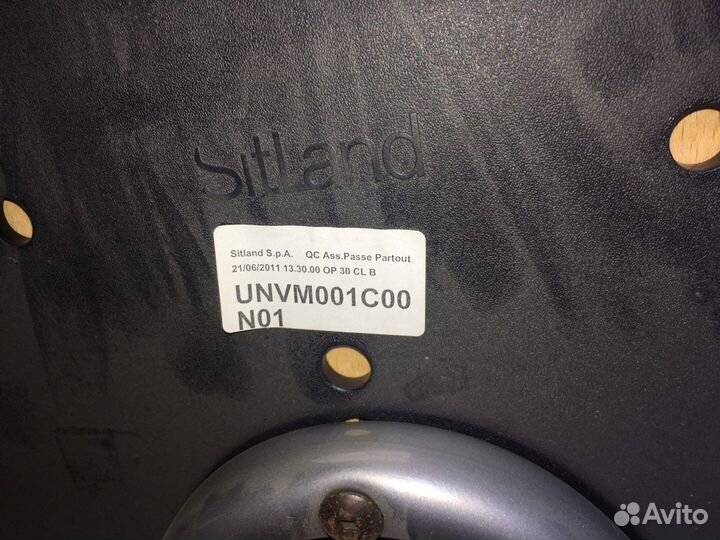 SitLand
Sitland S.p.A. QC Ass.Passe Partout
21/06/2011 13.30.00 OP 30 CL B
UNVM001C00
N01
Avito